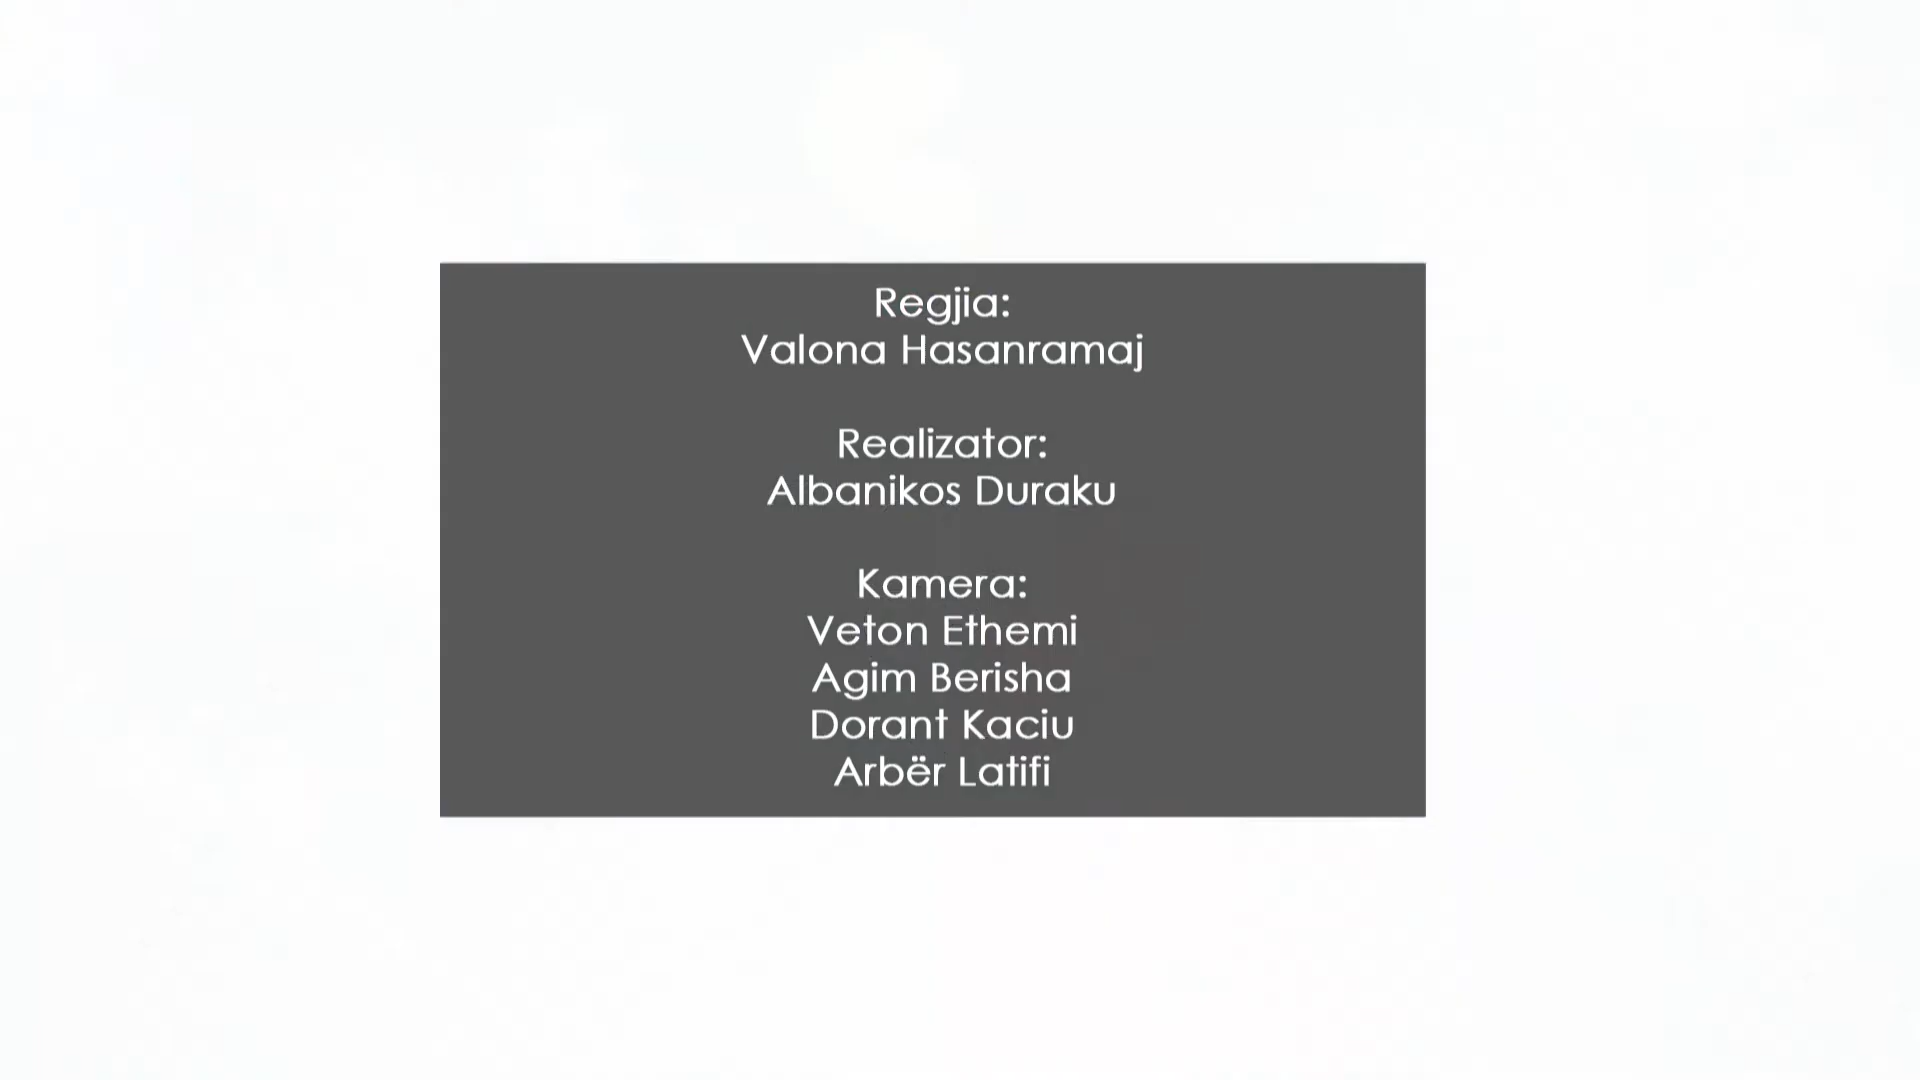 Regjia:
Valona Hasanramaj
Realizator:
Albanikos Duraku
Kamera:
Veton Ethemi
Agim Berisha
Dorant Kaciu
Arbër Latifi